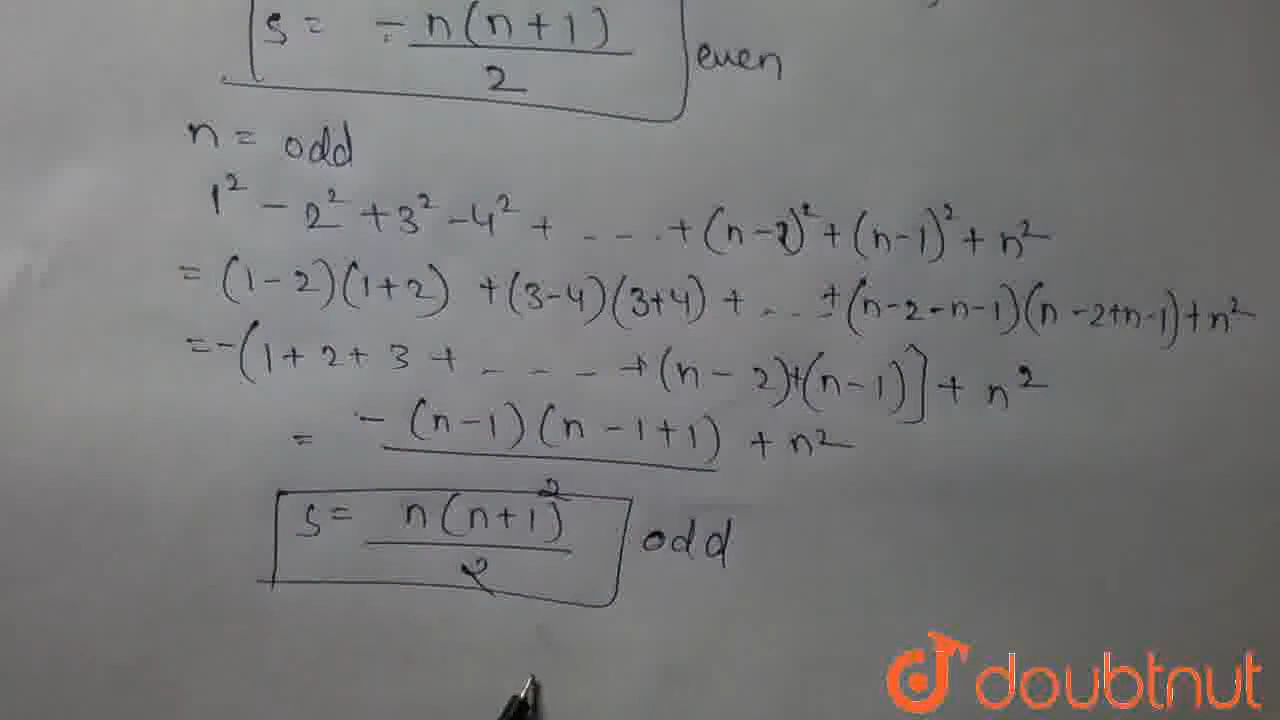 S = - n(n+1) / 2 even
n = odd
1² - 2² + 3² - 4² + - - - . + (n-2)² + (n-1)² + n²
= (1-2)(1+2) + (3-4)(3+4) + - - - + (n-2-n-1)(n-2+n-1) + n²
= -(1+2+3+ - - - - + (n-2)+(n-1)] + n²
= -(n-1)(n-1+1) / 2 + n²
S = n(n+1) / 2 odd
doubtnut